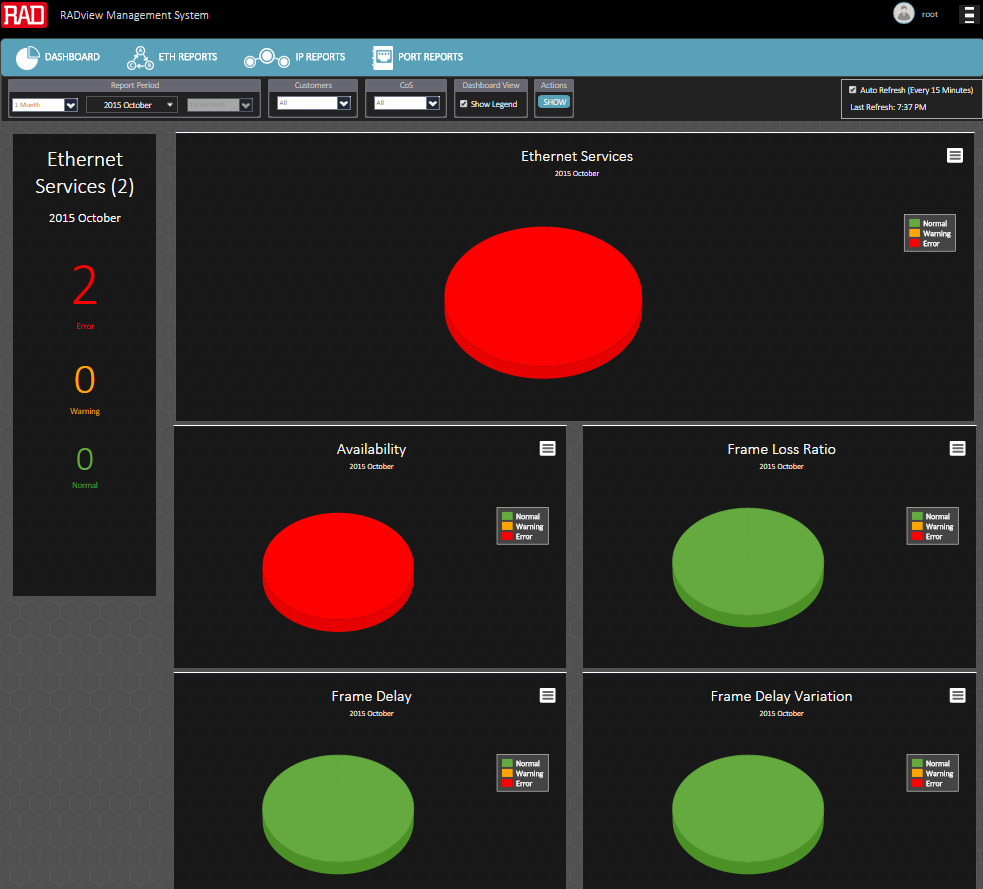 RAD
RADview Management System
root
DASHBOARD
ETH REPORTS
IP REPORTS
PORT REPORTS
Report Period
Customers
CoS
Dashboard View
Actions
1 Month
2015 October
All
All
Show Legend
SHOW
Auto Refresh (Every 15 Minutes)
Last Refresh: 7:37 PM
Ethernet
Services (2)
2015 October
2
Error
0
Warning
0
Normal
Ethernet Services
2015 October
Normal
Warning
Error
Availability
2015 October
Normal
Warning
Error
Frame Loss Ratio
2015 October
Normal
Warning
Error
Frame Delay
2015 October
Normal
Warning
Error
Frame Delay Variation
2015 October
Normal
Warning
Error